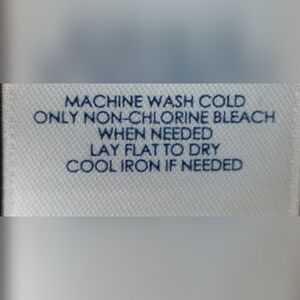 MACHINE WASH COLD
ONLY NON-CHLORINE BLEACH
WHEN NEEDED
LAY FLAT TO DRY
COOL IRON IF NEEDED